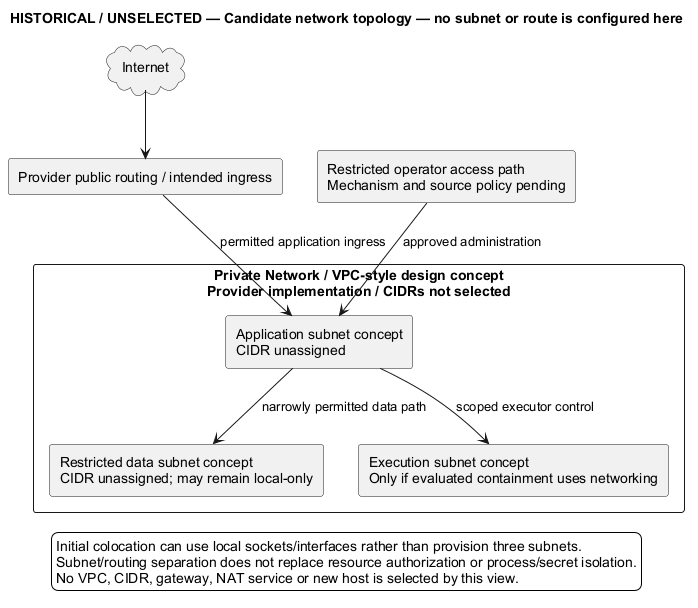 HISTORICAL / UNSELECTED — Candidate network topology — no subnet or route is configured here
Internet
Provider public routing / intended ingress
Restricted operator access path
Mechanism and source policy pending
permitted application ingress
approved administration
Private Network / VPC-style design concept
Provider implementation / CIDRs not selected
Application subnet concept
CIDR unassigned
narrowly permitted data path
scoped executor control
Restricted data subnet concept
CIDR unassigned; may remain local-only
Execution subnet concept
Only if evaluated containment uses networking
Initial colocation can use local sockets/interfaces rather than provision three subnets.
Subnet/routing separation does not replace resource authorization or process/secret isolation.
No VPC, CIDR, gateway, NAT service or new host is selected by this view.